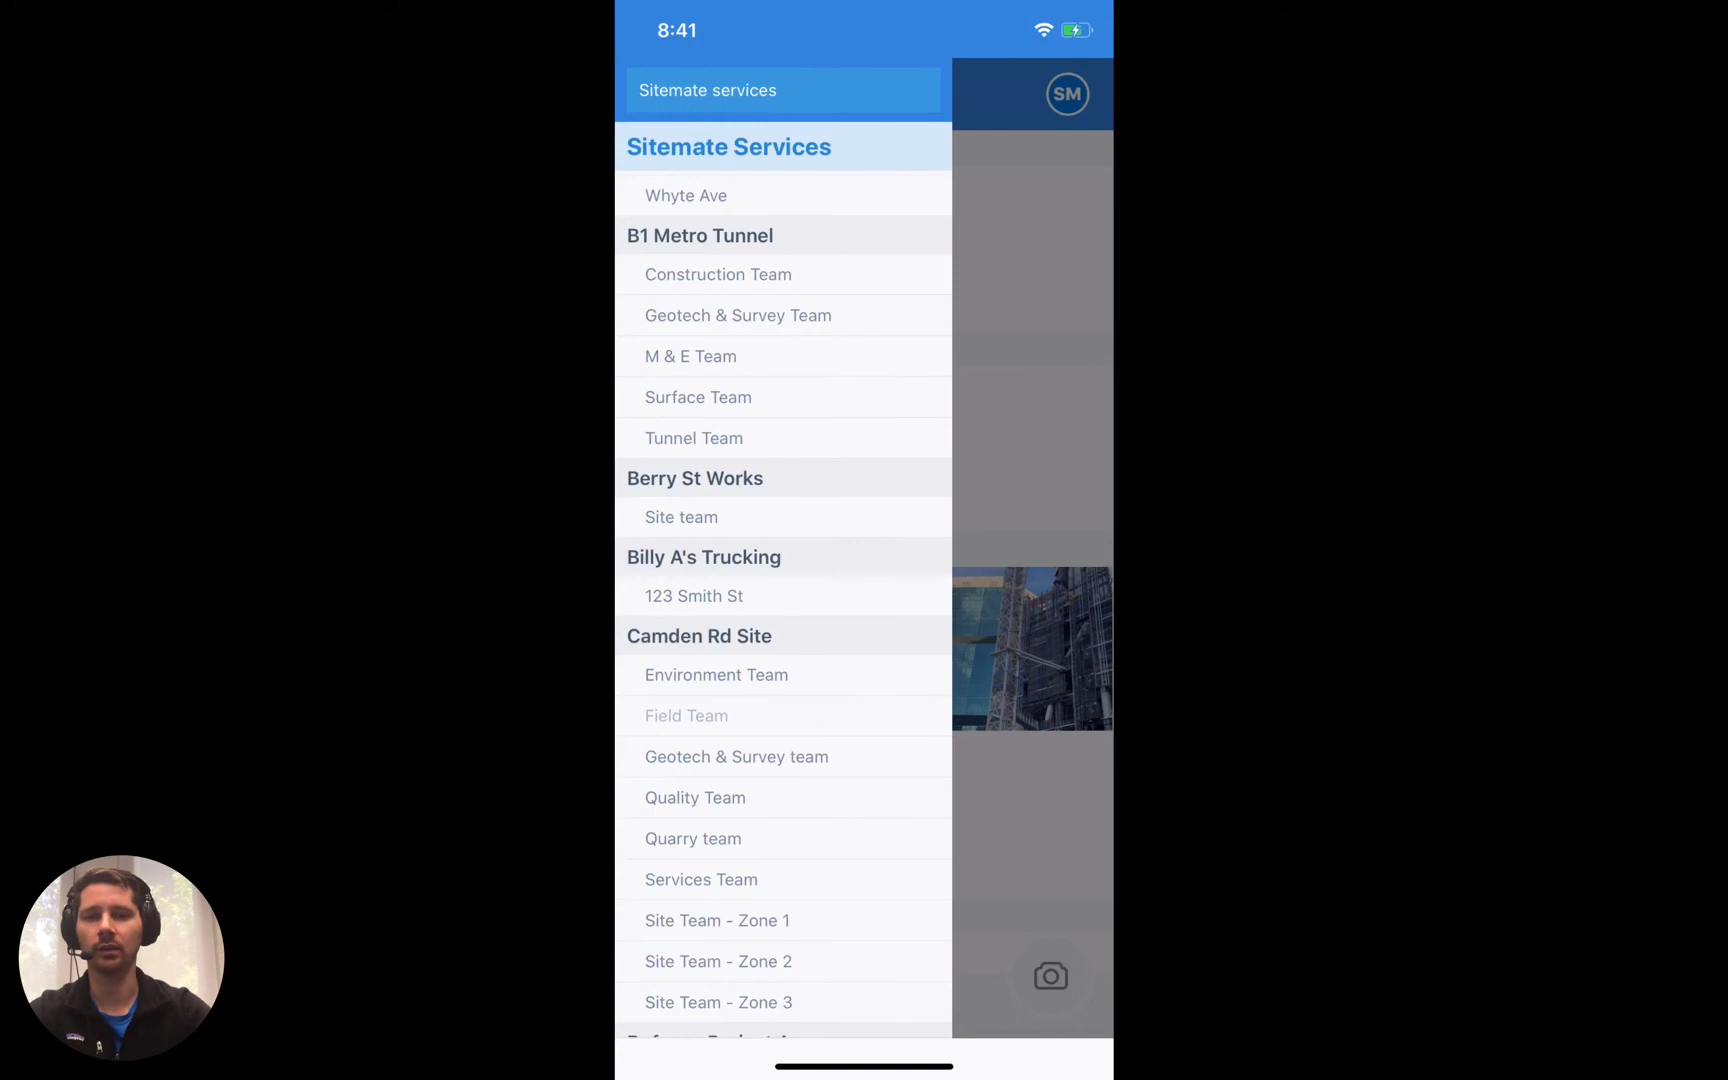 8:41
Sitemate services
SM
Sitemate Services
Whyte Ave
B1 Metro Tunnel
Construction Team
Geotech & Survey Team
M & E Team
Surface Team
Tunnel Team
Berry St Works
Site team
Billy A's Trucking
123 Smith St
Camden Rd Site
Environment Team
Field Team
Geotech & Survey team
Quality Team
Quarry team
Services Team
Site Team - Zone 1
Site Team - Zone 2
Site Team - Zone 3